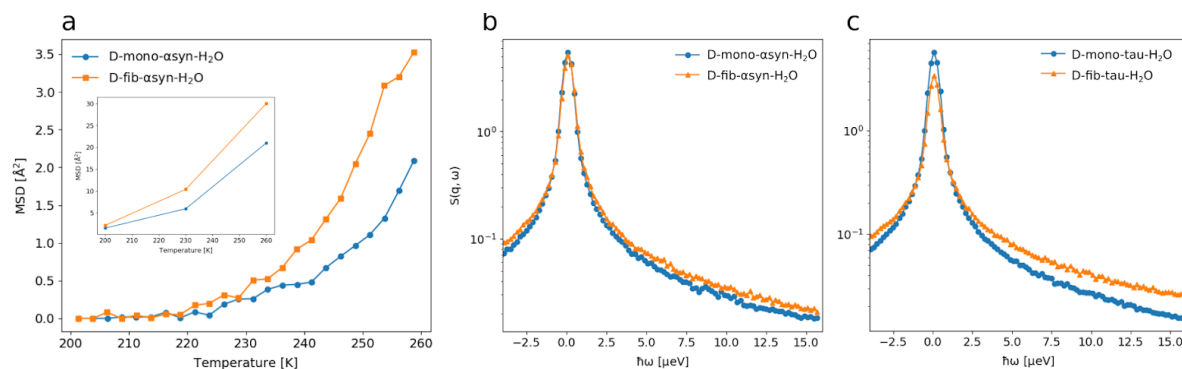 a
D-mono-αsyn-H₂O
D-fib-αsyn-H₂O
MSD [Å²]
3.5
3.0
2.5
2.0
1.5
1.0
0.5
0.0
MSD [Å²]
30
25
20
15
10
5
200 210 220 230 240 250 260
Temperature [K]
200 210 220 230 240 250 260
Temperature [K]
b
D-mono-αsyn-H₂O
D-fib-αsyn-H₂O
S(q, ω)
10⁰
10⁻¹
−2.5 0.0 2.5 5.0 7.5 10.0 12.5 15.0
ħω [μeV]
c
D-mono-tau-H₂O
D-fib-tau-H₂O
10⁰
10⁻¹
−2.5 0.0 2.5 5.0 7.5 10.0 12.5 15.0
ħω [μeV]